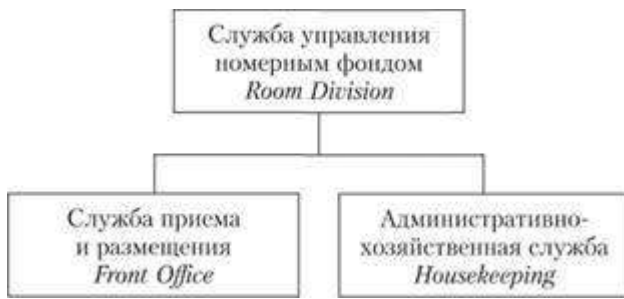 Служба управления
номерным фондом
Room Division
Служба приема
и размещения
Front Office
Административно-
хозяйственная служба
Housekeeping